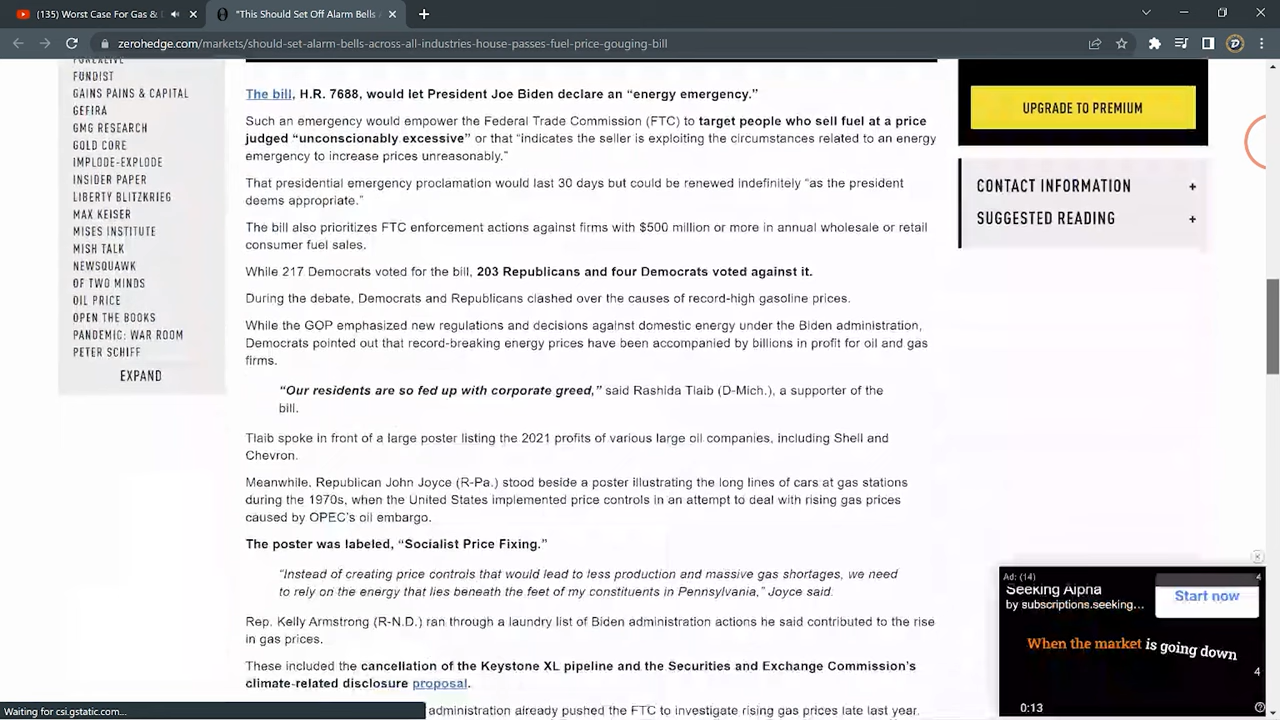 (135) Worst Case For Gas &
"This Should Set Off Alarm Bells
zerohedge.com/markets/should-set-alarm-bells-across-all-industries-house-passes-fuel-price-gouging-bill
FOREXLIVE
FUNDIST
GAINS PAINS & CAPITAL
GEFIRA
GMG RESEARCH
GOLD CORE
IMPLODE-EXPLODE
INSIDER PAPER
LIBERTY BLITZKRIEG
MAX KEISER
MISES INSTITUTE
MISH TALK
NEWSQUAWK
OF TWO MINDS
OIL PRICE
OPEN THE BOOKS
PANDEMIC: WAR ROOM
PETER SCHIFF
EXPAND
The bill, H.R. 7688, would let President Joe Biden declare an “energy emergency.”
Such an emergency would empower the Federal Trade Commission (FTC) to target people who sell fuel at a price
judged “unconscionably excessive” or that “indicates the seller is exploiting the circumstances related to an energy
emergency to increase prices unreasonably.”
That presidential emergency proclamation would last 30 days but could be renewed indefinitely “as the president
deems appropriate.”
The bill also prioritizes FTC enforcement actions against firms with $500 million or more in annual wholesale or retail
consumer fuel sales.
While 217 Democrats voted for the bill, 203 Republicans and four Democrats voted against it.
During the debate, Democrats and Republicans clashed over the causes of record-high gasoline prices.
While the GOP emphasized new regulations and decisions against domestic energy under the Biden administration,
Democrats pointed out that record-breaking energy prices have been accompanied by billions in profit for oil and gas
firms.
“Our residents are so fed up with corporate greed,” said Rashida Tlaib (D-Mich.), a supporter of the
bill.
Tlaib spoke in front of a large poster listing the 2021 profits of various large oil companies, including Shell and
Chevron.
Meanwhile, Republican John Joyce (R-Pa.) stood beside a poster illustrating the long lines of cars at gas stations
during the 1970s, when the United States implemented price controls in an attempt to deal with rising gas prices
caused by OPEC’s oil embargo.
The poster was labeled, “Socialist Price Fixing.”
“Instead of creating price controls that would lead to less production and massive gas shortages, we need
to rely on the energy that lies beneath the feet of my constituents in Pennsylvania,” Joyce said.
Rep. Kelly Armstrong (R-N.D.) ran through a laundry list of Biden administration actions he said contributed to the rise
in gas prices.
These included the cancellation of the Keystone XL pipeline and the Securities and Exchange Commission’s
climate-related disclosure proposal.
administration already pushed the FTC to investigate rising gas prices late last year.
UPGRADE TO PREMIUM
CONTACT INFORMATION +
SUGGESTED READING +
Ad: (14)
4
Seeking Alpha
by subscriptions.seeking...
Start now
When the market is going down
4
0:13
Waiting for csi.gstatic.com...